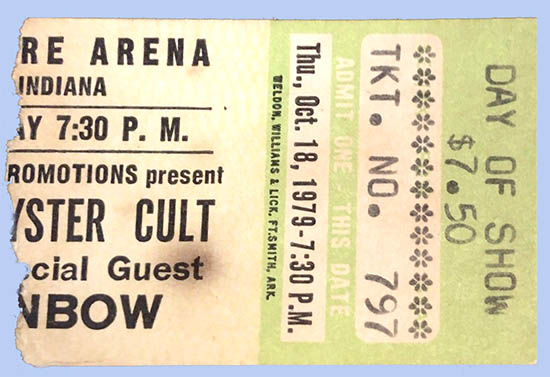 RE ARENA
INDIANA
AY 7:30 P. M.
ROMOTIONS present
YSTER CULT
cial Guest
NBOW
WELDON, WILLIAMS & LICK, FT. SMITH, ARK.
Thu., Oct. 18, 1979-7:30 P.M.
ADMIT ONE THIS DATE
TKT. NO. 797
DAY OF SHOW
$7.50